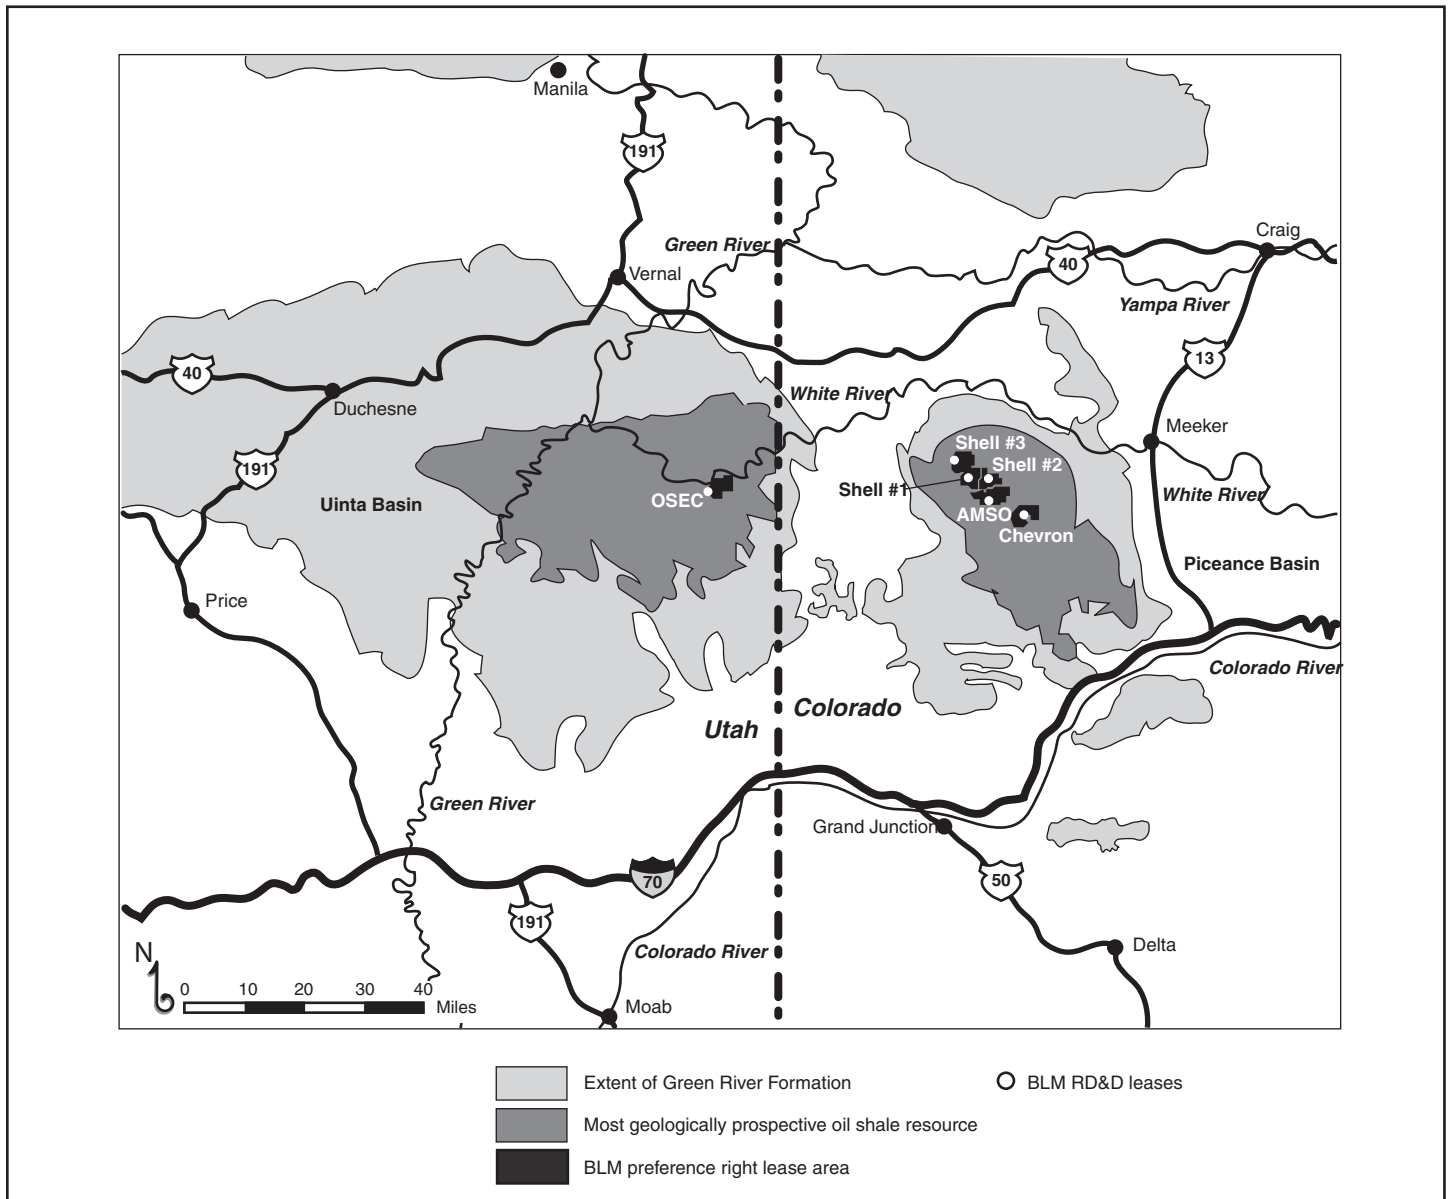 Manila
191
Green River
Craig
Vernal
40
Yampa River
13
40
White River
Duchesne
Meeker
191
Shell #3
Shell #2
Shell #1
White River
Uinta Basin
OSEC
AMSO
Chevron
Piceance Basin
Price
Colorado River
Utah
Colorado
Green River
Grand Junction
70
50
191
Colorado River
Delta
N
0 10 20 30 40
Miles
Moab
Extent of Green River Formation
BLM RD&D leases
Most geologically prospective oil shale resource
BLM preference right lease area